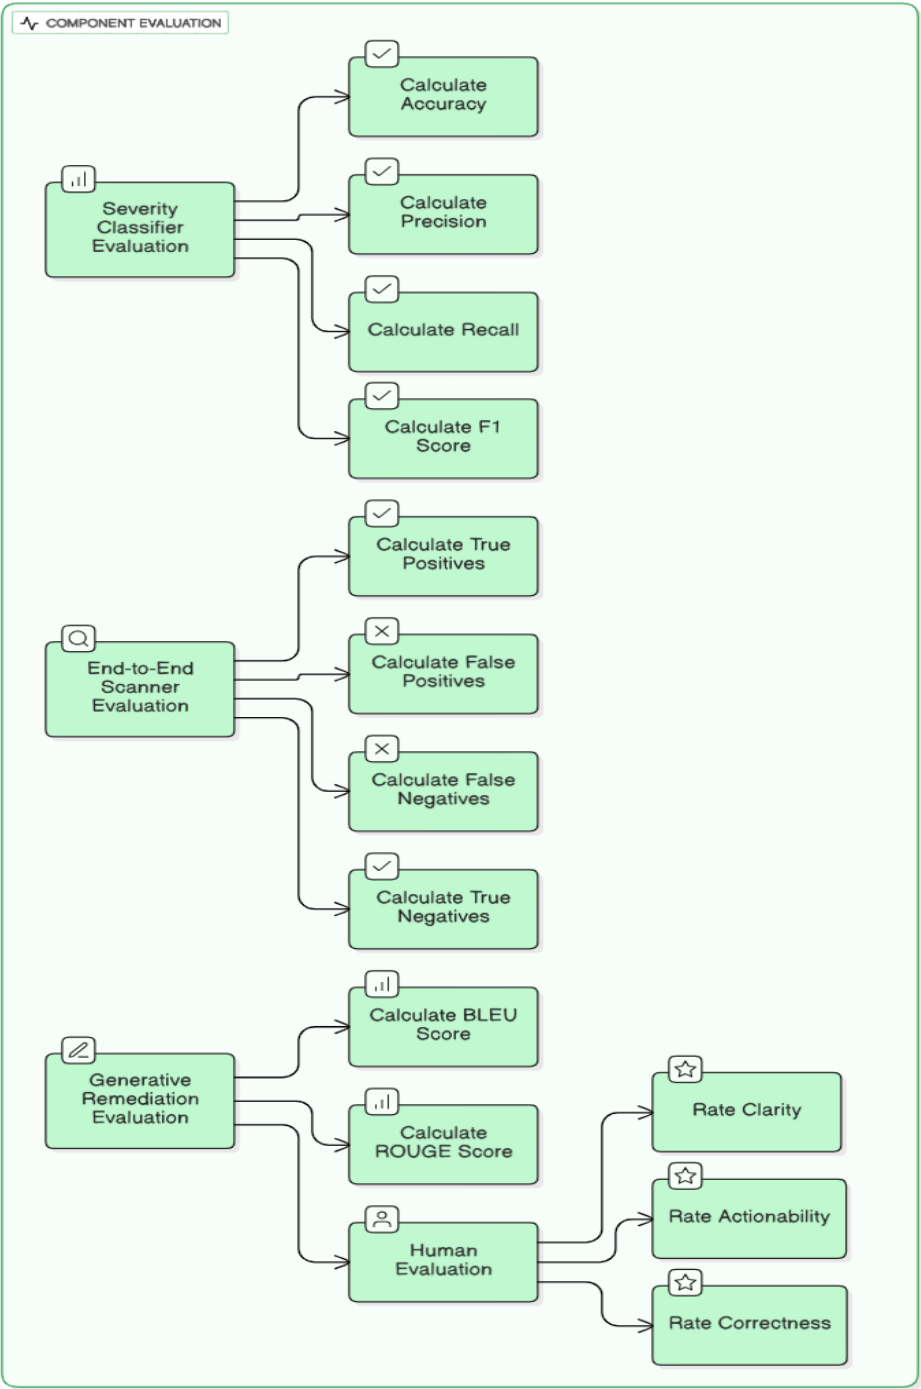 COMPONENT EVALUATION
Calculate
Accuracy
Severity
Classifier
Evaluation
Calculate
Precision
Calculate Recall
Calculate F1
Score
Calculate True
Positives
End-to-End
Scanner
Evaluation
Calculate False
Positives
Calculate False
Negatives
Calculate True
Negatives
Calculate BLEU
Score
Generative
Remediation
Evaluation
Calculate
ROUGE Score
Human
Evaluation
Rate Clarity
Rate Actionability
Rate Correctness